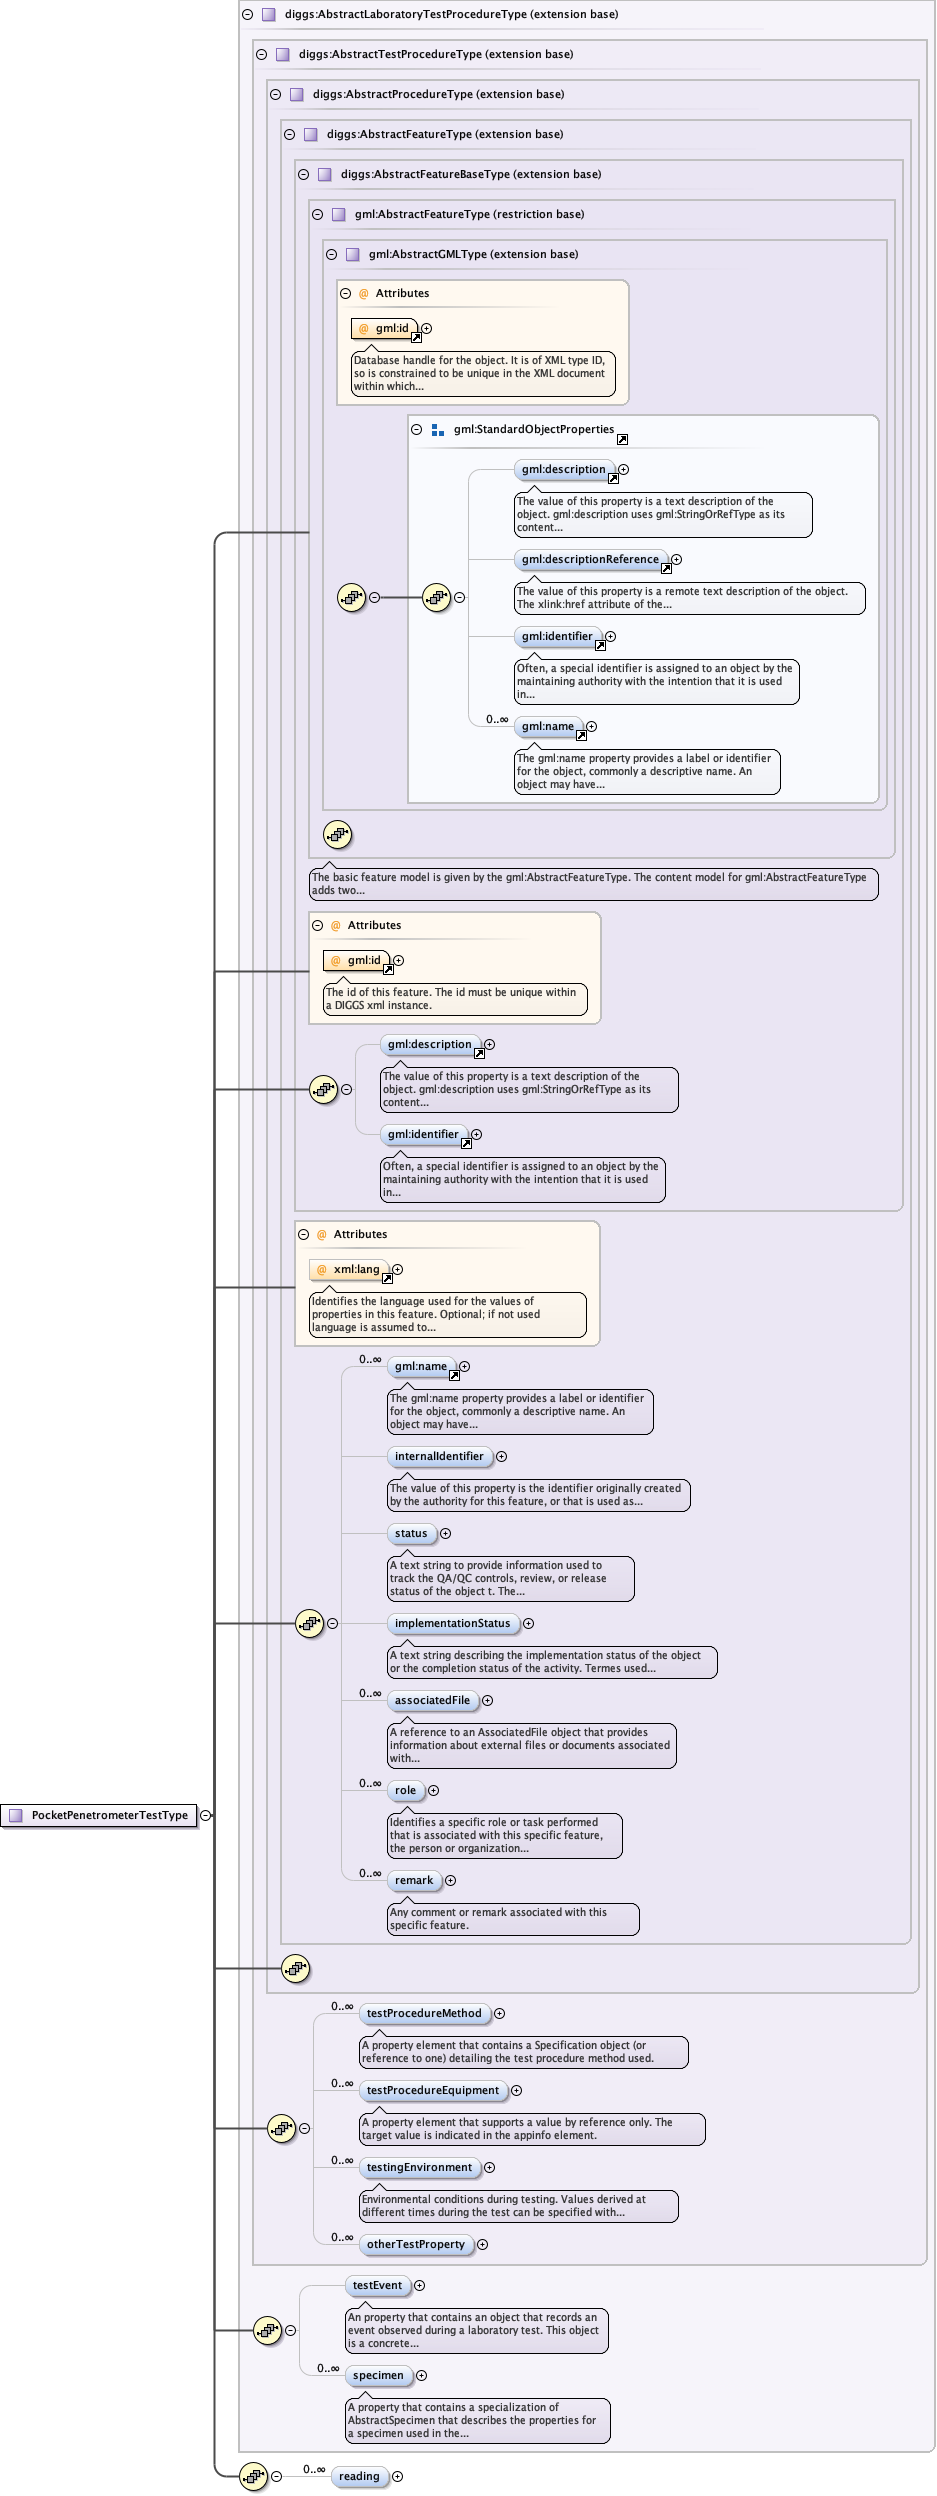 diggs:AbstractLaboratoryTestProcedureType (extension base)
diggs:AbstractTestProcedureType (extension base)
diggs:AbstractProcedureType (extension base)
diggs:AbstractFeatureType (extension base)
diggs:AbstractFeatureBaseType (extension base)
gml:AbstractFeatureType (restriction base)
gml:AbstractGMLType (extension base)
@ Attributes
@ gml:id
Database handle for the object. It is of XML type ID,
so is constrained to be unique in the XML document
within which...
gml:StandardObjectProperties
gml:description
The value of this property is a text description of the
object. gml:description uses gml:StringOrRefType as its
content...
gml:descriptionReference
The value of this property is a remote text description of the object.
The xlink:href attribute of the...
gml:identifier
Often, a special identifier is assigned to an object by the
maintaining authority with the intention that it is used
in...
0..∞
gml:name
The gml:name property provides a label or identifier
for the object, commonly a descriptive name. An
object may have...
The basic feature model is given by the gml:AbstractFeatureType. The content model for gml:AbstractFeatureType
adds two...
@ Attributes
@ gml:id
The id of this feature. The id must be unique within
a DIGGS xml instance.
gml:description
The value of this property is a text description of the
object. gml:description uses gml:StringOrRefType as its
content...
gml:identifier
Often, a special identifier is assigned to an object by the
maintaining authority with the intention that it is used
in...
@ Attributes
@ xml:lang
Identifies the language used for the values of
properties in this feature. Optional; if not used
language is assumed to...
0..∞
gml:name
The gml:name property provides a label or identifier
for the object, commonly a descriptive name. An
object may have...
internalIdentifier
The value of this property is the identifier originally created
by the authority for this feature, or that is used as...
status
A text string to provide information used to
track the QA/QC controls, review, or release
status of the object t. The...
implementationStatus
A text string describing the implementation status of the object
or the completion status of the activity. Termes used...
0..∞
associatedFile
A reference to an AssociatedFile object that provides
information about external files or documents associated
with...
0..∞
role
PocketPenetrometerTestType
Identifies a specific role or task performed
that is associated with this specific feature,
the person or organization...
0..∞
remark
Any comment or remark associated with this
specific feature.
0..∞
testProcedureMethod
A property element that contains a Specification object (or
reference to one) detailing the test procedure method used.
0..∞
testProcedureEquipment
A property element that supports a value by reference only. The
target value is indicated in the appinfo element.
0..∞
testingEnvironment
Environmental conditions during testing. Values derived at
different times during the test can be specified with...
0..∞
otherTestProperty
testEvent
An property that contains an object that records an
event observed during a laboratory test. This object
is a concrete...
0..∞
specimen
A property that contains a specialization of
AbstractSpecimen that describes the properties for
a specimen used in the...
0..∞
reading